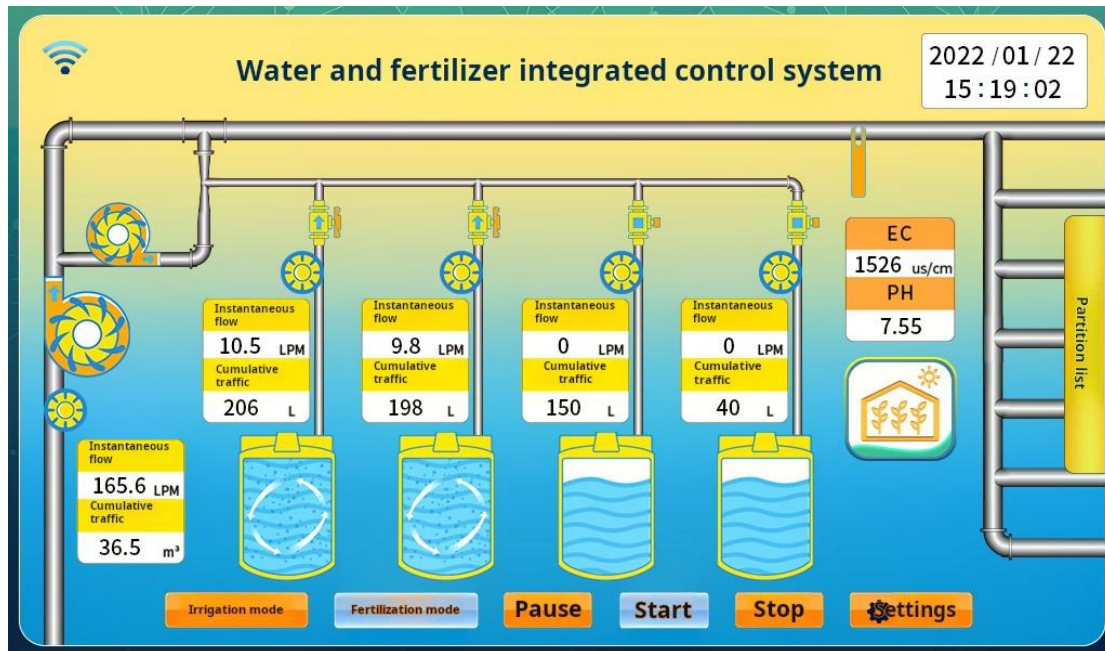 Water and fertilizer integrated control system
2022 / 01 / 22
15 : 19 : 02
Instantaneous
flow
10.5 LPM
Cumulative
traffic
206 L
Instantaneous
flow
9.8 LPM
Cumulative
traffic
198 L
Instantaneous
flow
0 LPM
Cumulative
traffic
150 L
Instantaneous
flow
0 LPM
Cumulative
traffic
40 L
EC
1526 us/cm
PH
7.55
Partition list
Instantaneous
flow
165.6 LPM
Cumulative
traffic
36.5 m³
Irrigation mode
Fertilization mode
Pause
Start
Stop
Settings